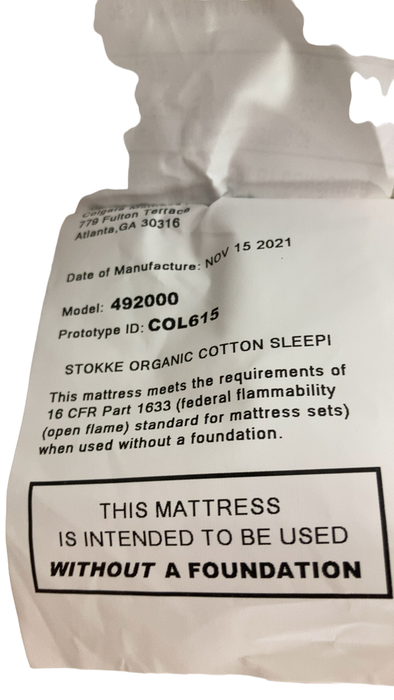 779 Fulton Terrace
Atlanta,GA 30316
Date of Manufacture: NOV 15 2021
Model: 492000
Prototype ID: COL615
STOKKE ORGANIC COTTON SLEEPI
This mattress meets the requirements of
16 CFR Part 1633 (federal flammability
(open flame) standard for mattress sets)
when used without a foundation.
THIS MATTRESS
IS INTENDED TO BE USED
WITHOUT A FOUNDATION